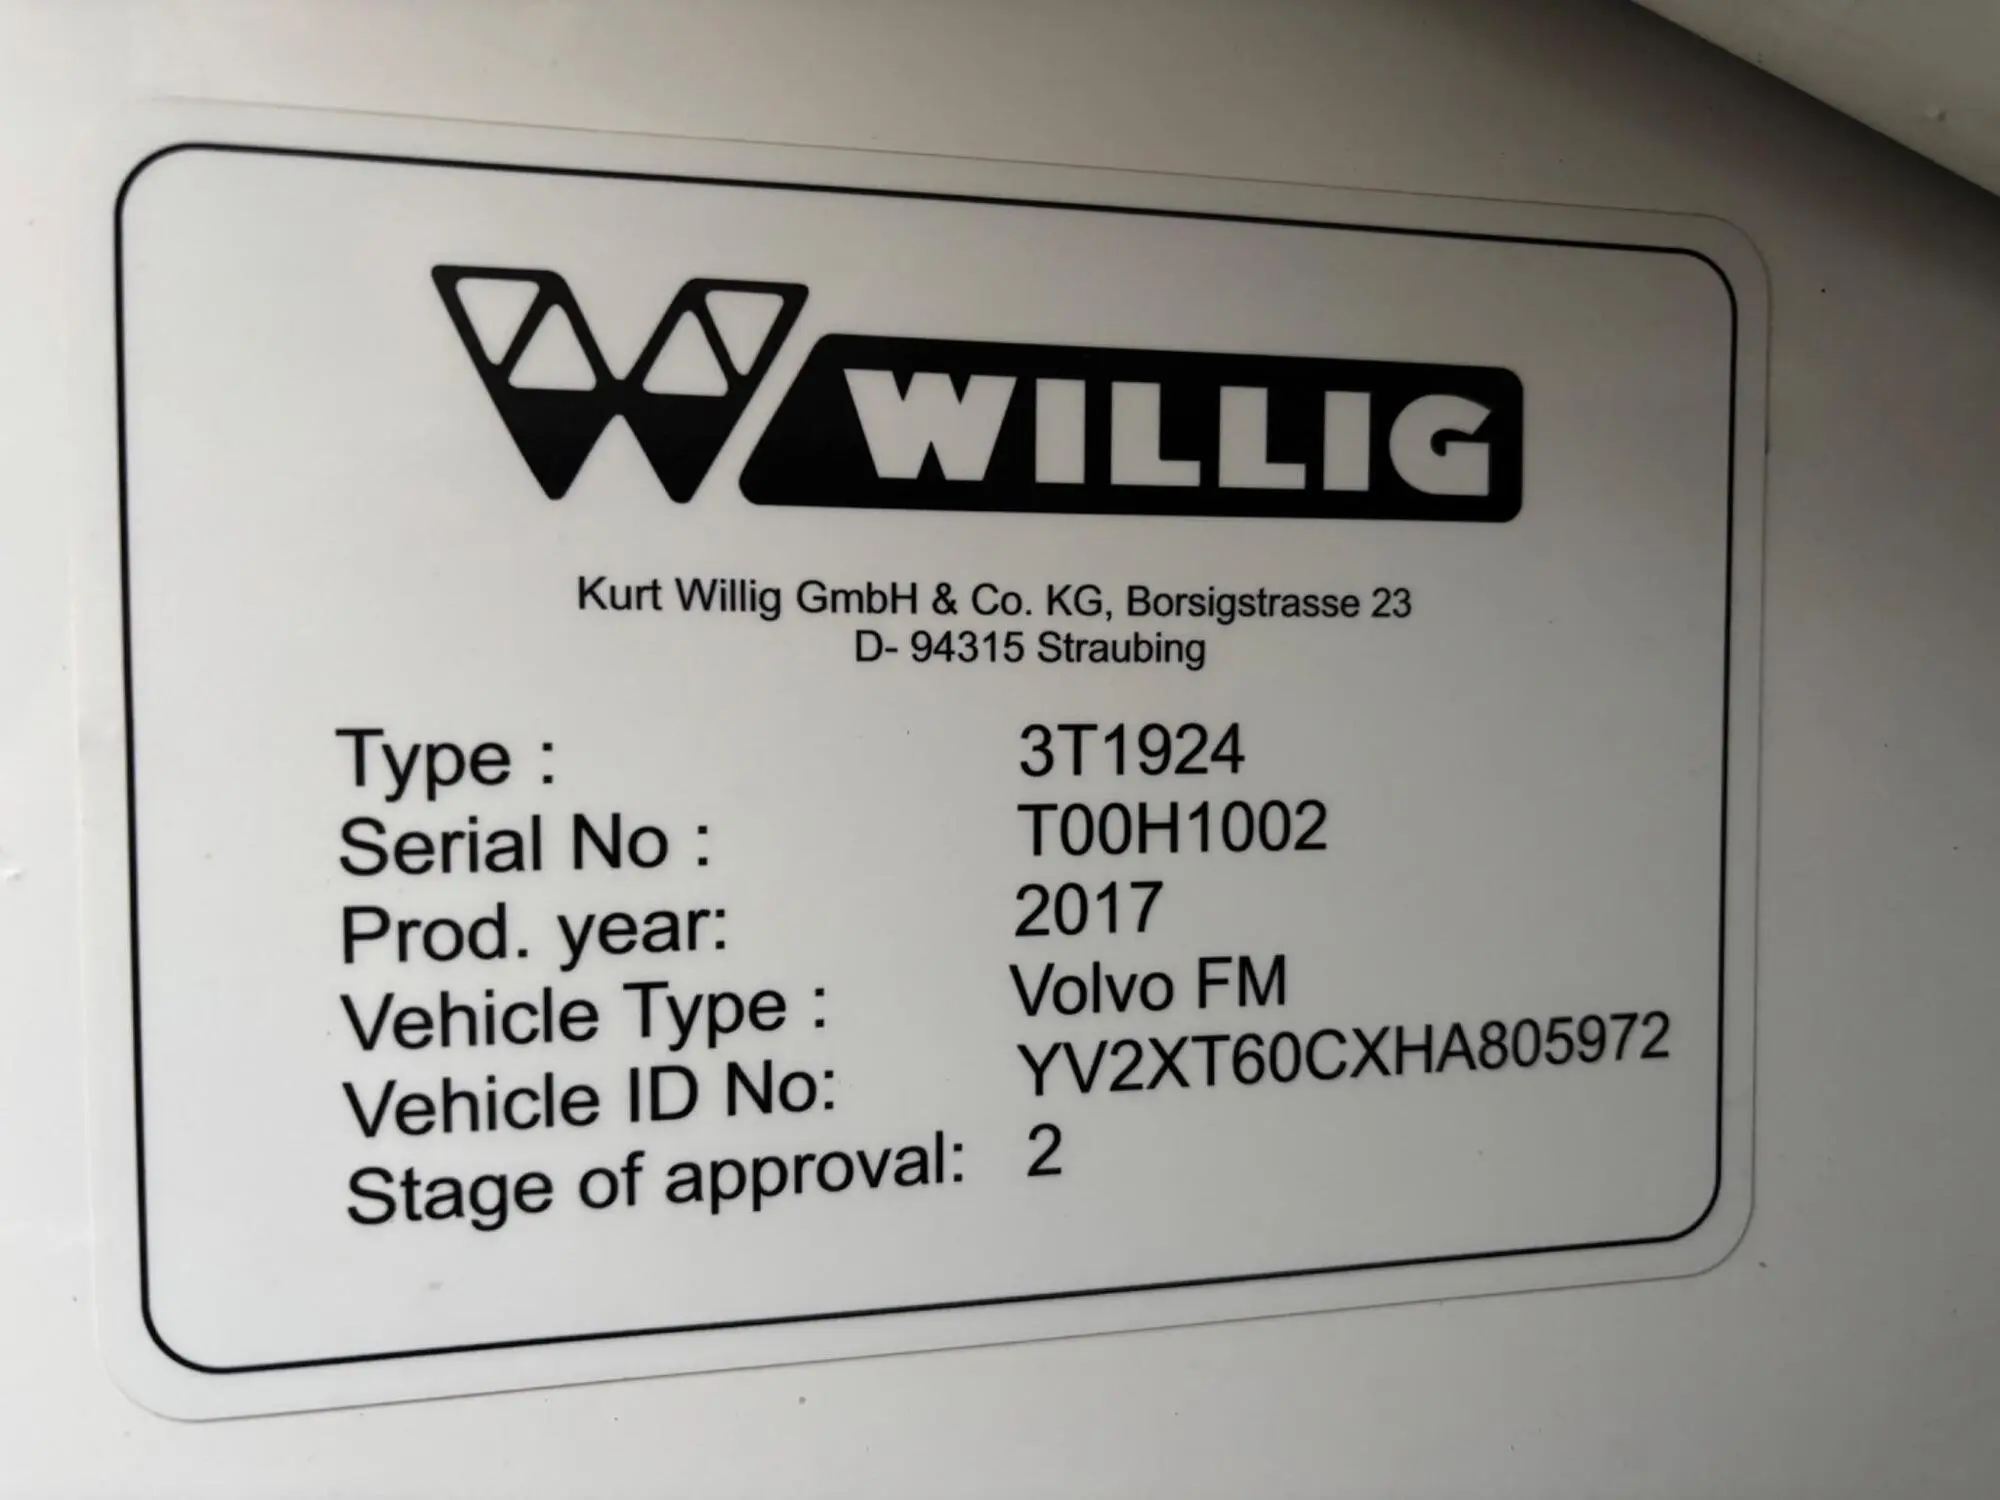 WILLIG
Kurt Willig GmbH & Co. KG, Borsigstrasse 23
D- 94315 Straubing
Type : 3T1924
Serial No : T00H1002
Prod. year: 2017
Vehicle Type : Volvo FM
Vehicle ID No: YV2XT60CXHA805972
Stage of approval: 2